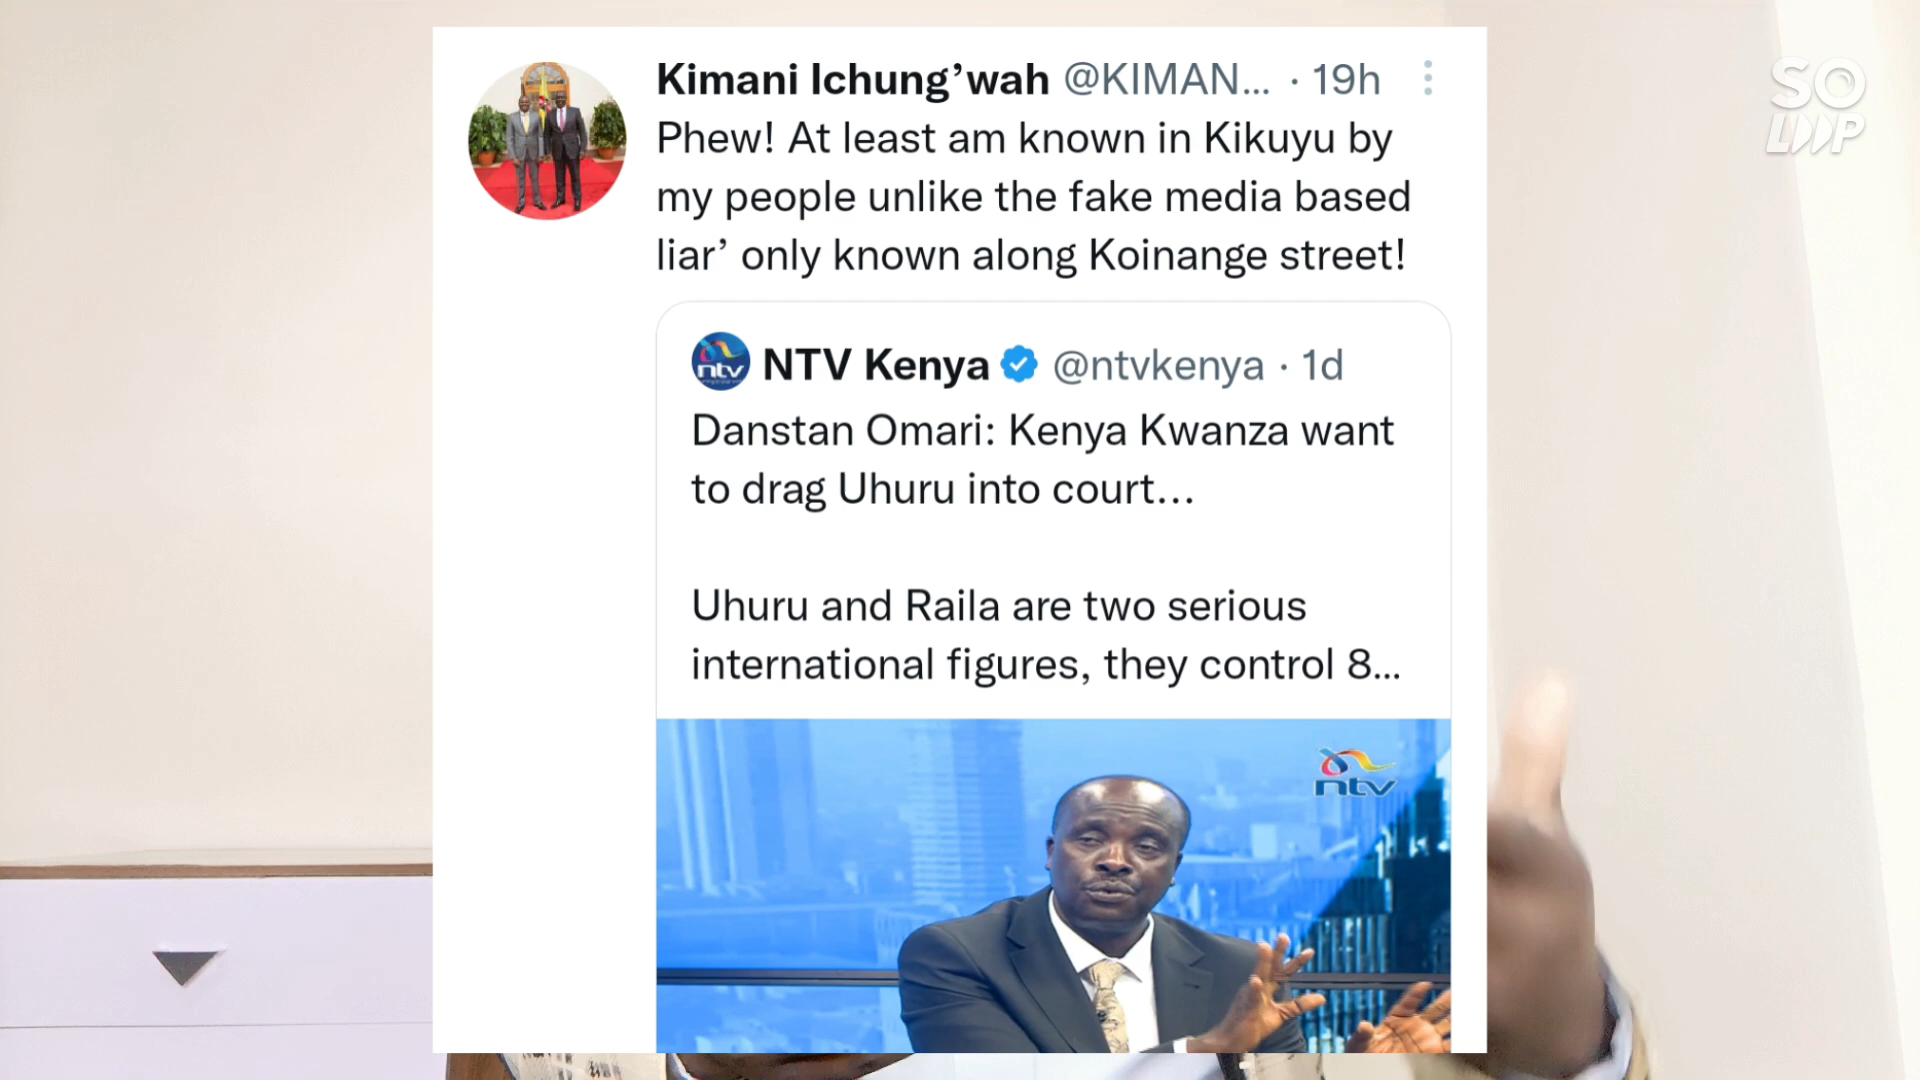 Kimani Ichung’wah @KIMAN... · 19h
Phew! At least am known in Kikuyu by
my people unlike the fake media based
liar’ only known along Koinange street!
NTV Kenya @ntvkenya · 1d
Danstan Omari: Kenya Kwanza want
to drag Uhuru into court...
Uhuru and Raila are two serious
international figures, they control 8...
ntv
ntv
SO
LOOP